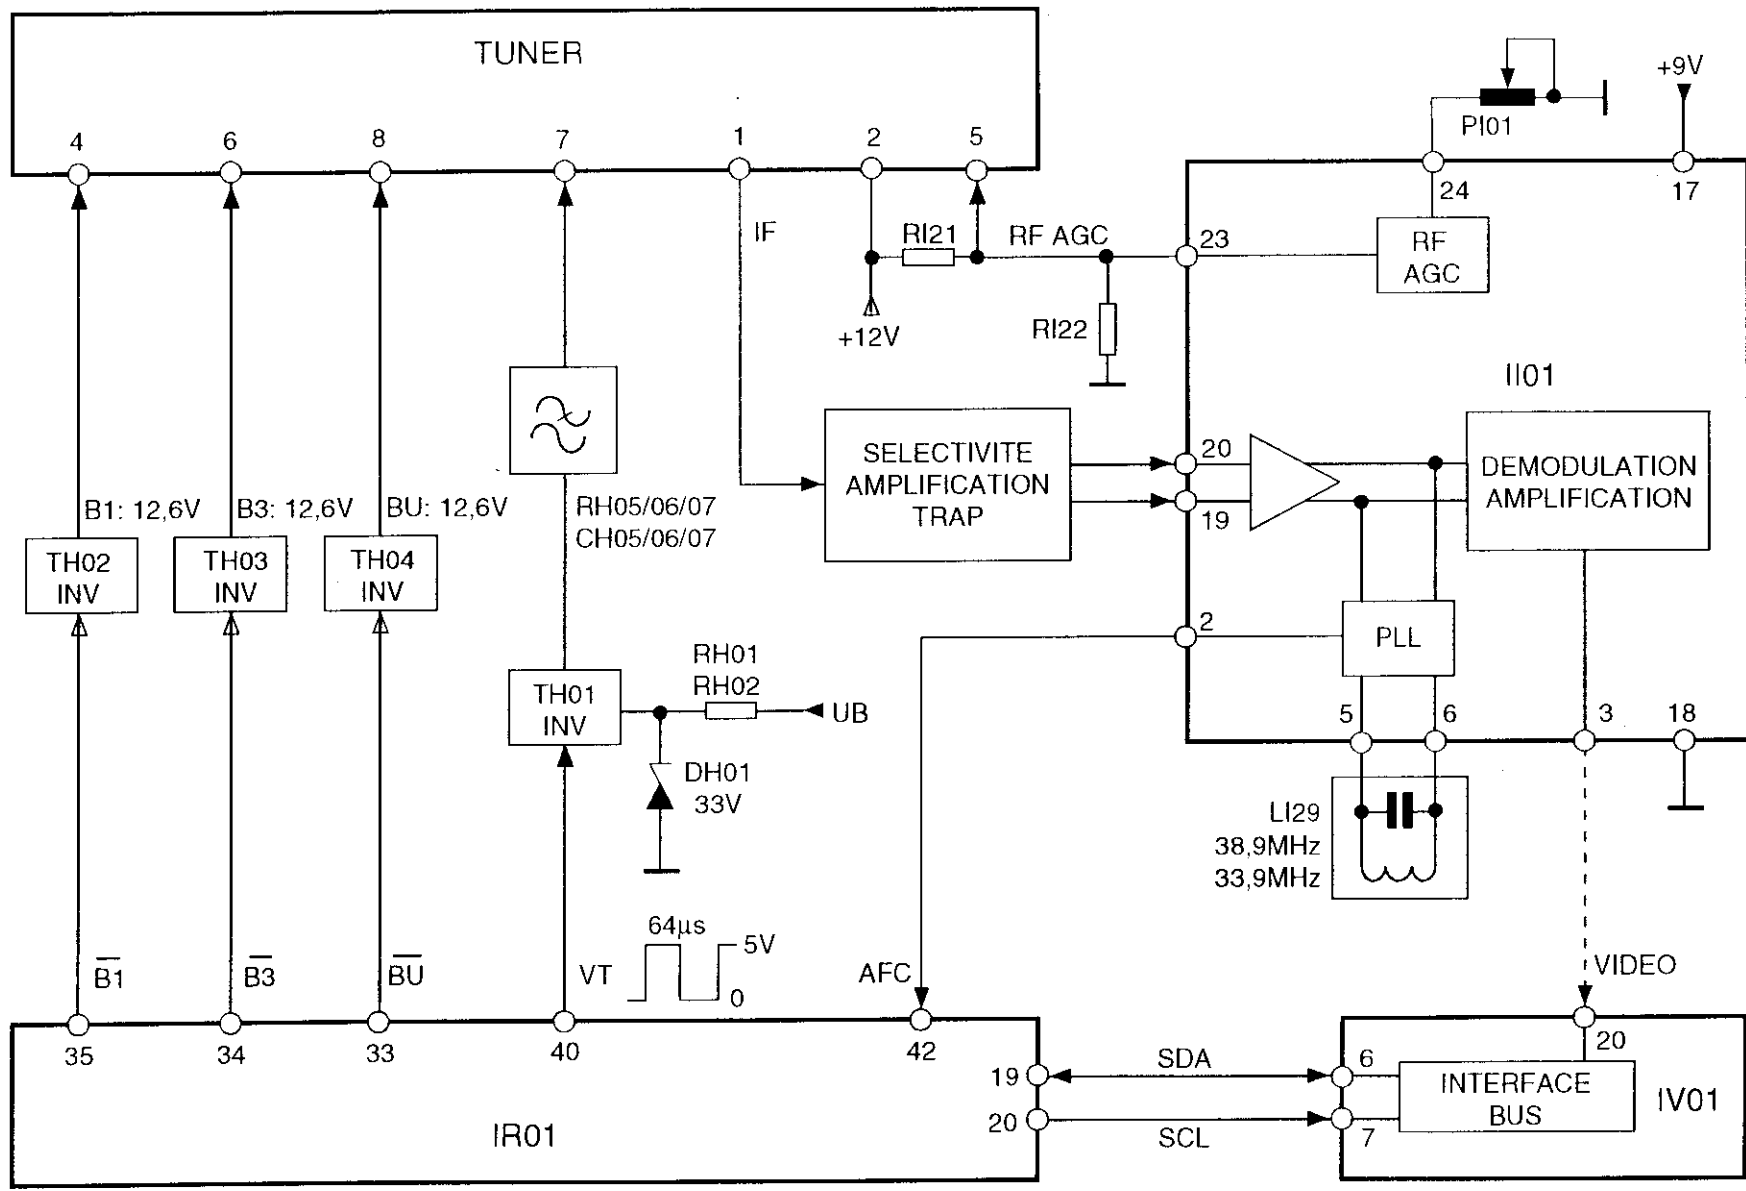 TUNER
4
6
8
7
1
2
5
PI01
+9V
24
17
IF
RI21
RF AGC
23
RF
AGC
+12V
RI22
II01
SELECTIVITE
AMPLIFICATION
TRAP
20
19
DEMODULATION
AMPLIFICATION
B1: 12,6V
B3: 12,6V
BU: 12,6V
RH05/06/07
CH05/06/07
TH02
INV
TH03
INV
TH04
INV
2
PLL
TH01
INV
RH01
RH02
UB
5
6
3
18
DH01
33V
LI29
38,9MHz
33,9MHz
64µs
5V
0
B̅1̅
B̅3̅
B̅U̅
VT
AFC
VIDEO
35
34
33
40
42
20
19
SDA
6
20
SCL
7
INTERFACE
BUS
IR01
IV01